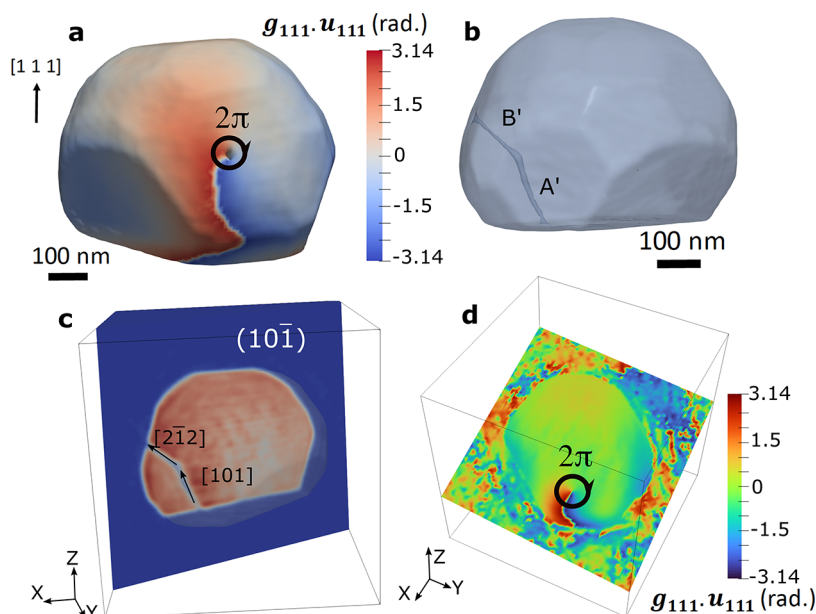 a
g₁₁₁.u₁₁₁ (rad.)
[1 1 1]
2π
3.14
1.5
0
-1.5
-3.14
100 nm
b
B'
A'
100 nm
c
(101̄)
[21̄2]
[101]
Z
X
Y
d
2π
3.14
1.5
0
-1.5
-3.14
Z
X
Y
g₁₁₁.u₁₁₁ (rad.)